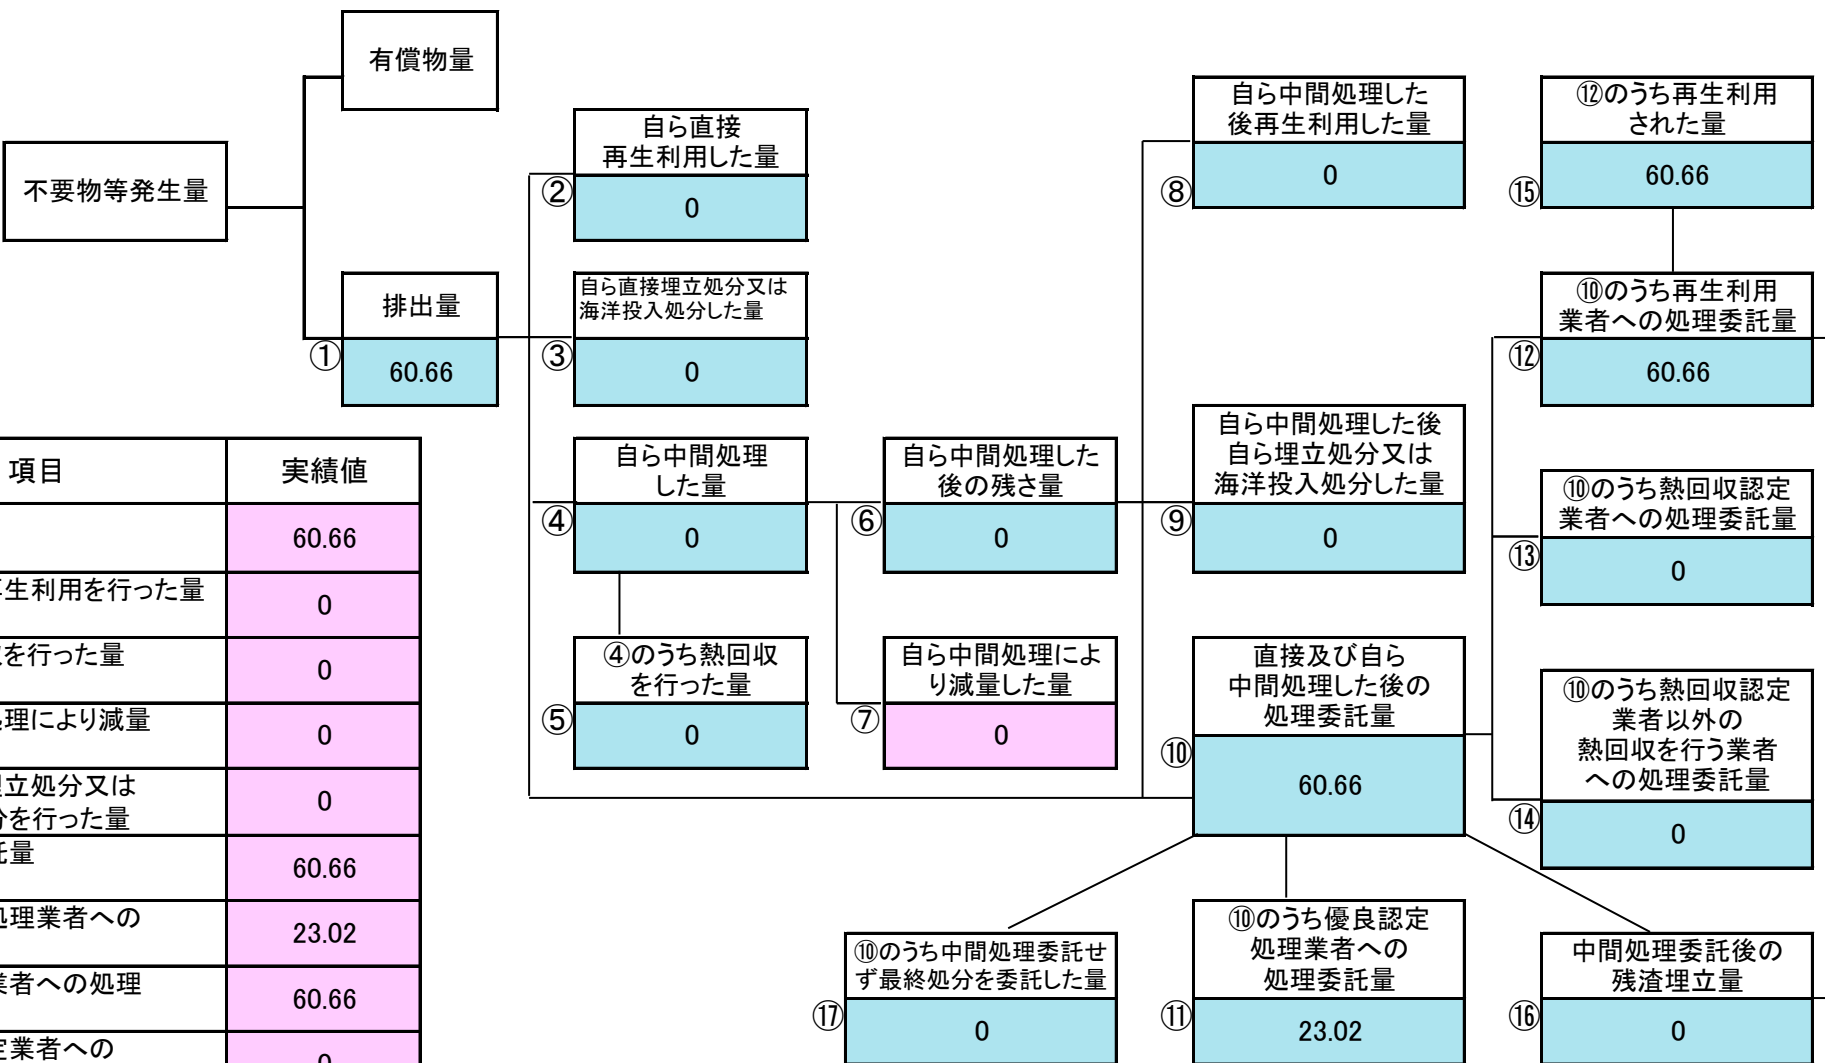 有償物量
不要物等発生量
排出量
①
60.66
自ら直接
再生利用した量
②
0
自ら直接埋立処分又は
海洋投入処分した量
③
0
自ら中間処理
した量
④
0
④のうち熱回収
を行った量
⑤
0
自ら中間処理した
後の残さ量
⑥
0
自ら中間処理によ
り減量した量
⑦
0
自ら中間処理した
後再生利用した量
⑧
0
自ら中間処理した後
自ら埋立処分又は
海洋投入処分した量
⑨
0
直接及び自ら
中間処理した後の
処理委託量
⑩
60.66
⑫のうち再生利用
された量
⑮
60.66
⑩のうち再生利用
業者への処理委託量
⑫
60.66
⑩のうち熱回収認定
業者への処理委託量
⑬
0
⑩のうち熱回収認定
業者以外の
熱回収を行う業者
への処理委託量
⑭
0
⑩のうち中間処理委託せ
ず最終処分を委託した量
⑰
0
⑩のうち優良認定
処理業者への
処理委託量
⑪
23.02
中間処理委託後の
残渣埋立量
⑯
0
項目
実績値
60.66
生利用を行った量
0
を行った量
0
理により減量
0
立処分又は
を行った量
0
託量
60.66
処理業者への
23.02
業者への処理
60.66
定業者への
0